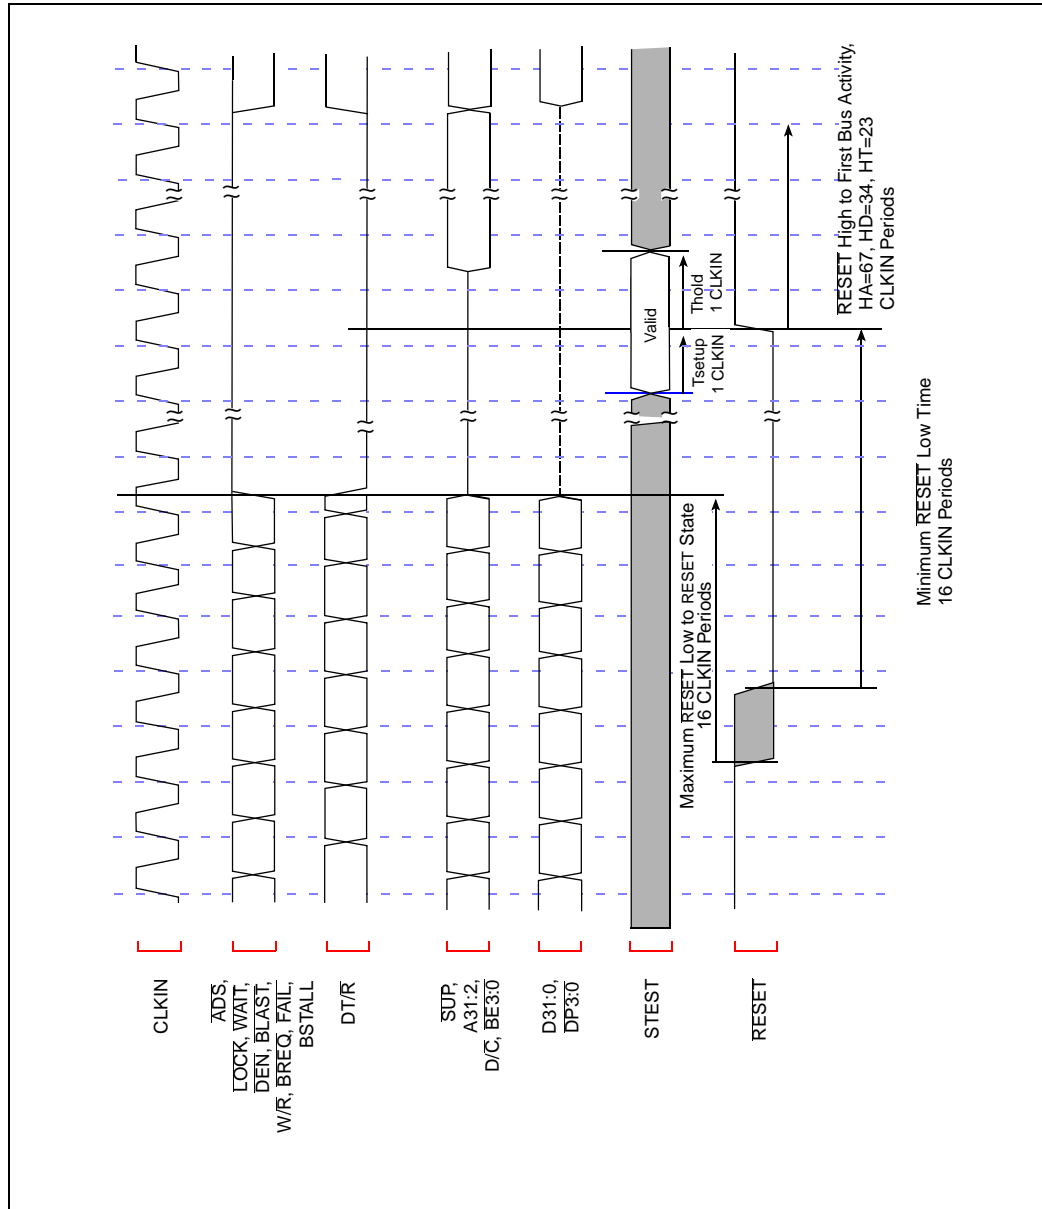 CLKIN
ADS,
LOCK, WAIT,
DEN, BLAST,
W/R, BREQ, FAIL,
BSTALL
DT/R
SUP,
A31:2,
D/C, BE3:0
D31:0,
DP3:0
STEST
RESET
Valid
Tsetup
1 CLKIN
Thold
1 CLKIN
Maximum RESET Low to RESET State
16 CLKIN Periods
RESET High to First Bus Activity,
HA=67, HD=34, HT=23
CLKIN Periods
Minimum RESET Low Time
16 CLKIN Periods